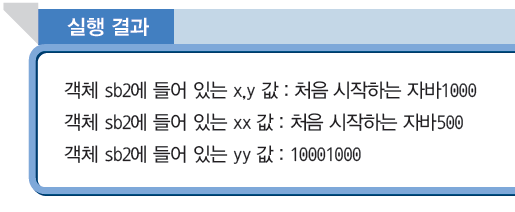 실행 결과
객체 sb2에 들어 있는 x,y 값 : 처음 시작하는 자바1000
객체 sb2에 들어 있는 xx 값 : 처음 시작하는 자바500
객체 sb2에 들어 있는 yy 값 : 10001000